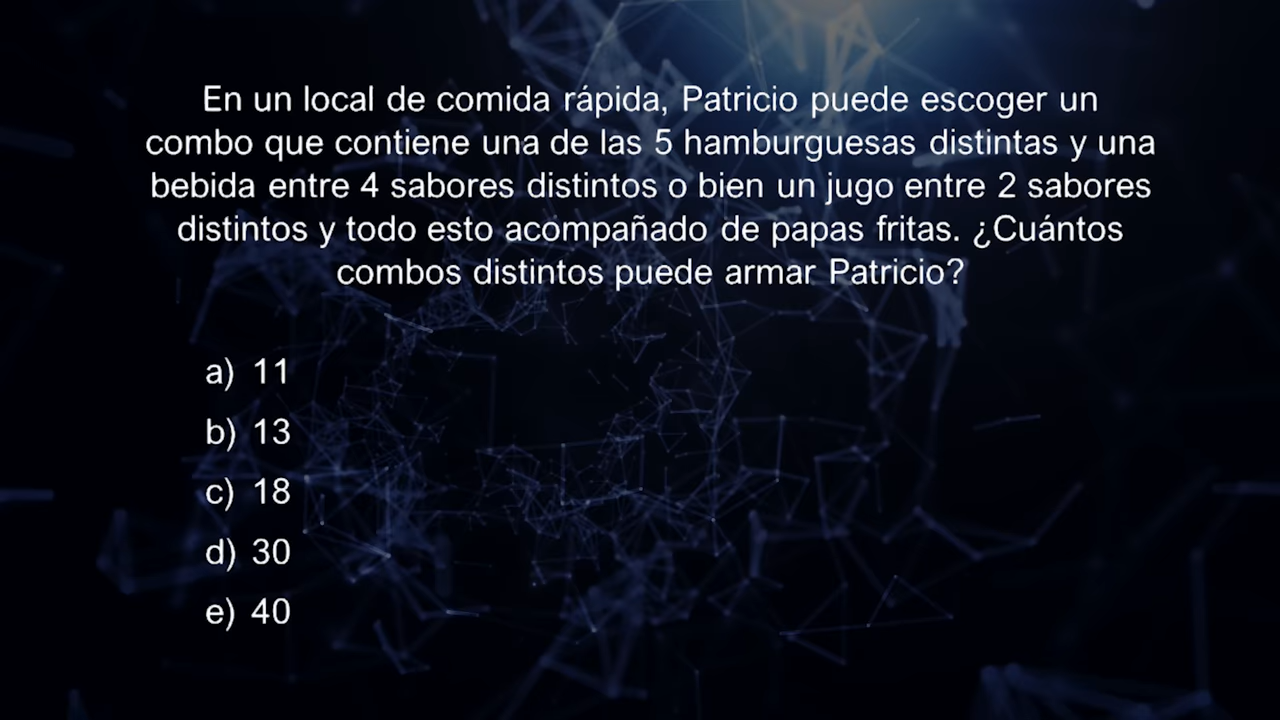 En un local de comida rápida, Patricio puede escoger un
combo que contiene una de las 5 hamburguesas distintas y una
bebida entre 4 sabores distintos o bien un jugo entre 2 sabores
distintos y todo esto acompañado de papas fritas. ¿Cuántos
combos distintos puede armar Patricio?
a) 11
b) 13
c) 18
d) 30
e) 40